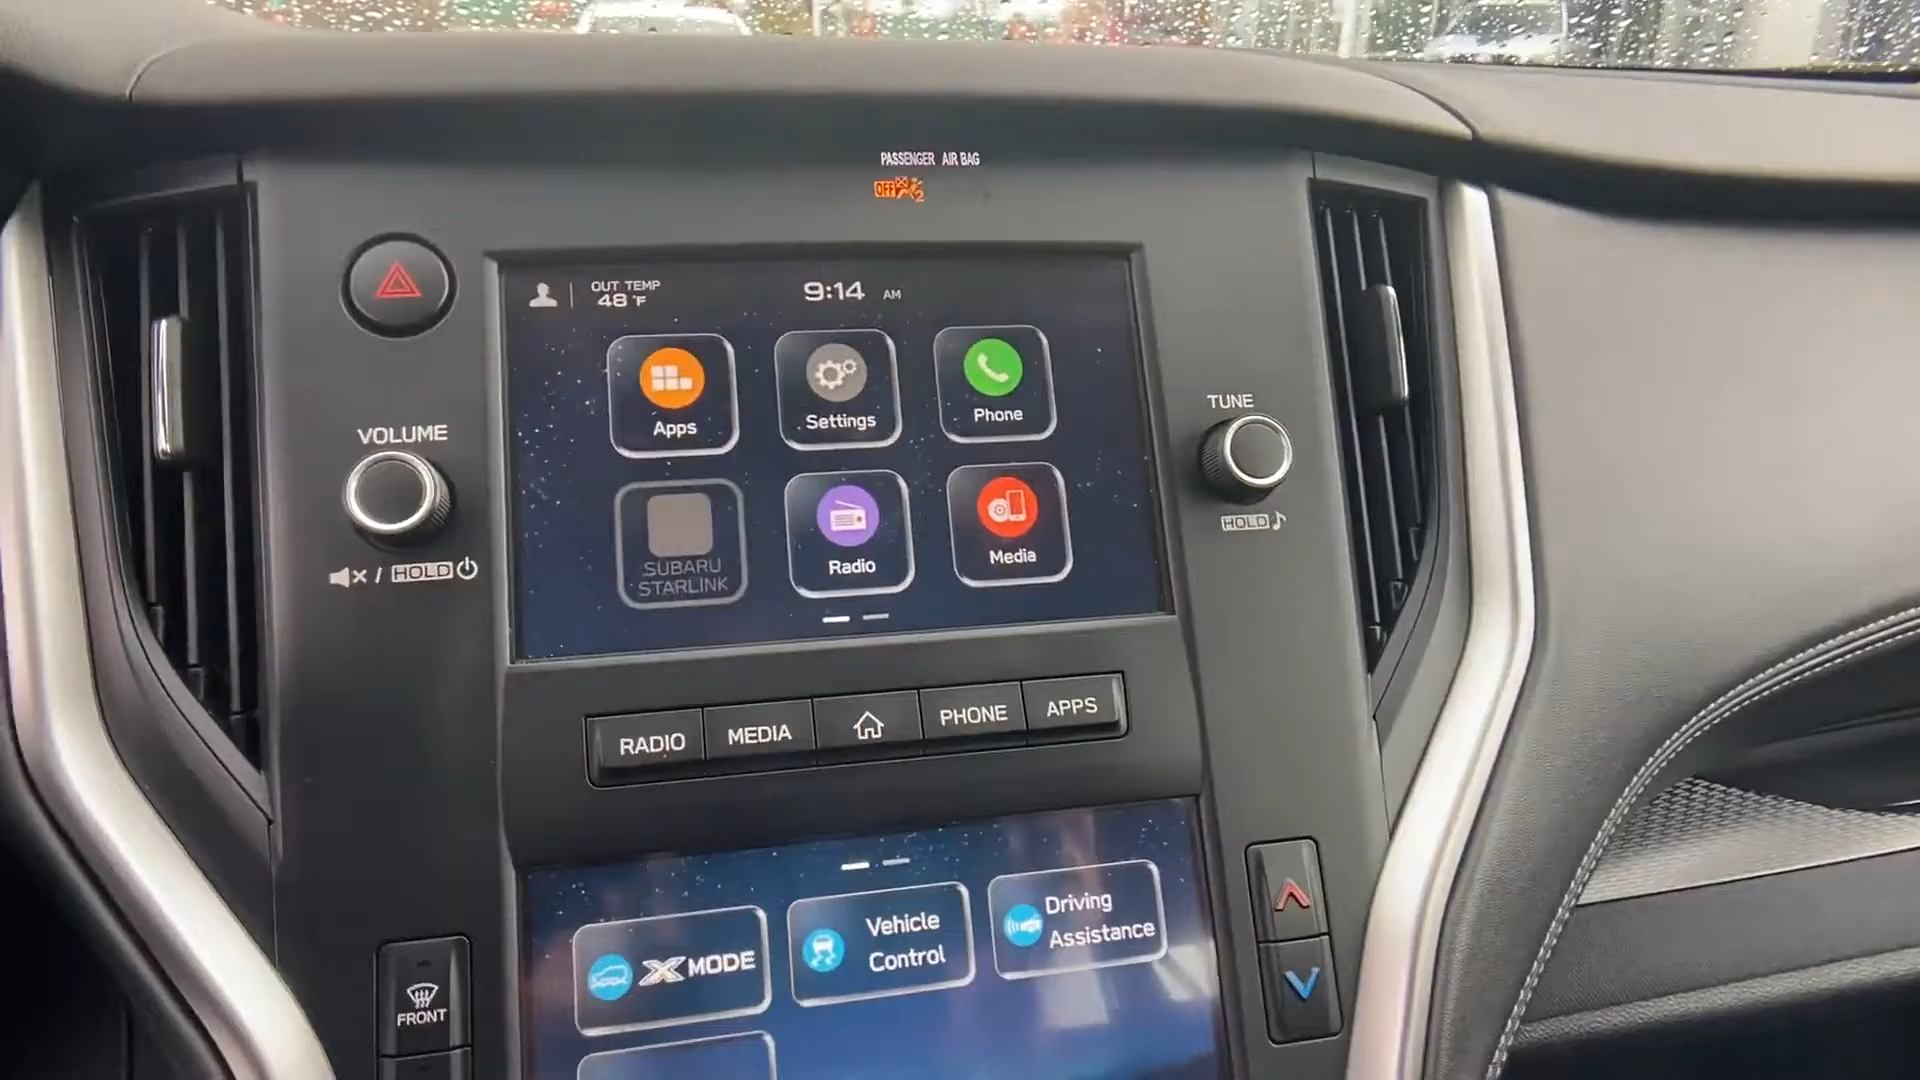 PASSENGER AIR BAG
OFF 2
OUT TEMP
48 °F
9:14 AM
Apps
Settings
Phone
SUBARU
STARLINK
Radio
Media
VOLUME
HOLD
TUNE
HOLD
RADIO
MEDIA
PHONE
APPS
X MODE
Vehicle
Control
Driving
Assistance
FRONT